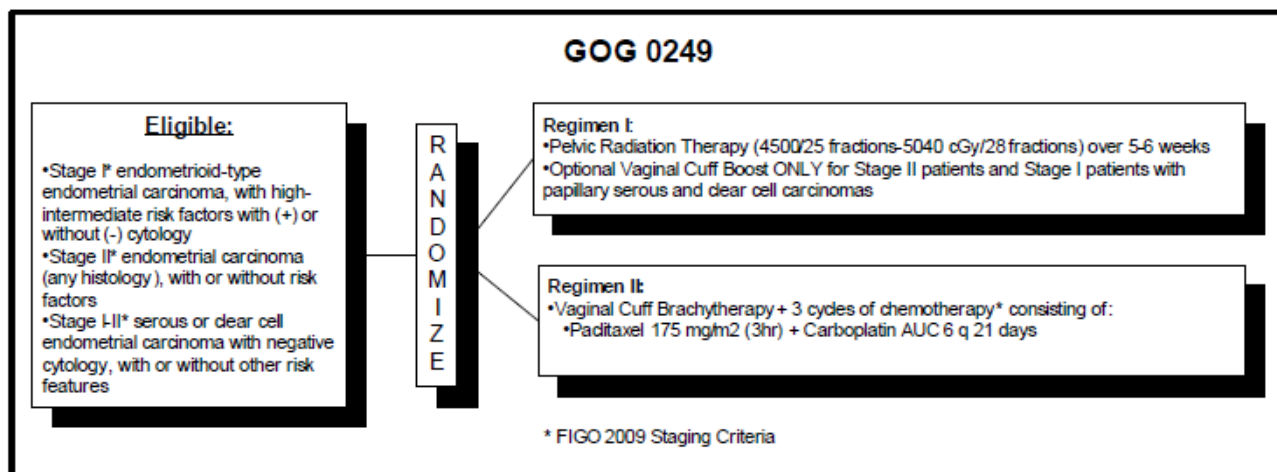 GOG 0249
Eligible:
•Stage I* endometrioid-type
endometrial carcinoma, with high-
intermediate risk factors with (+) or
without (-) cytology
•Stage II* endometrial carcinoma
(any histology), with or without risk
factors
•Stage I-II* serous or clear cell
endometrial carcinoma with negative
cytology, with or without other risk
features
R
A
N
D
O
M
I
Z
E
Regimen I:
•Pelvic Radiation Therapy (4500/25 fractions-5040 cGy/28 fractions) over 5-6 weeks
•Optional Vaginal Cuff Boost ONLY for Stage II patients and Stage I patients with
papillary serous and clear cell carcinomas
Regimen II:
•Vaginal Cuff Brachytherapy + 3 cycles of chemotherapy* consisting of:
•Paclitaxel 175 mg/m2 (3hr) + Carboplatin AUC 6 q 21 days
* FIGO 2009 Staging Criteria